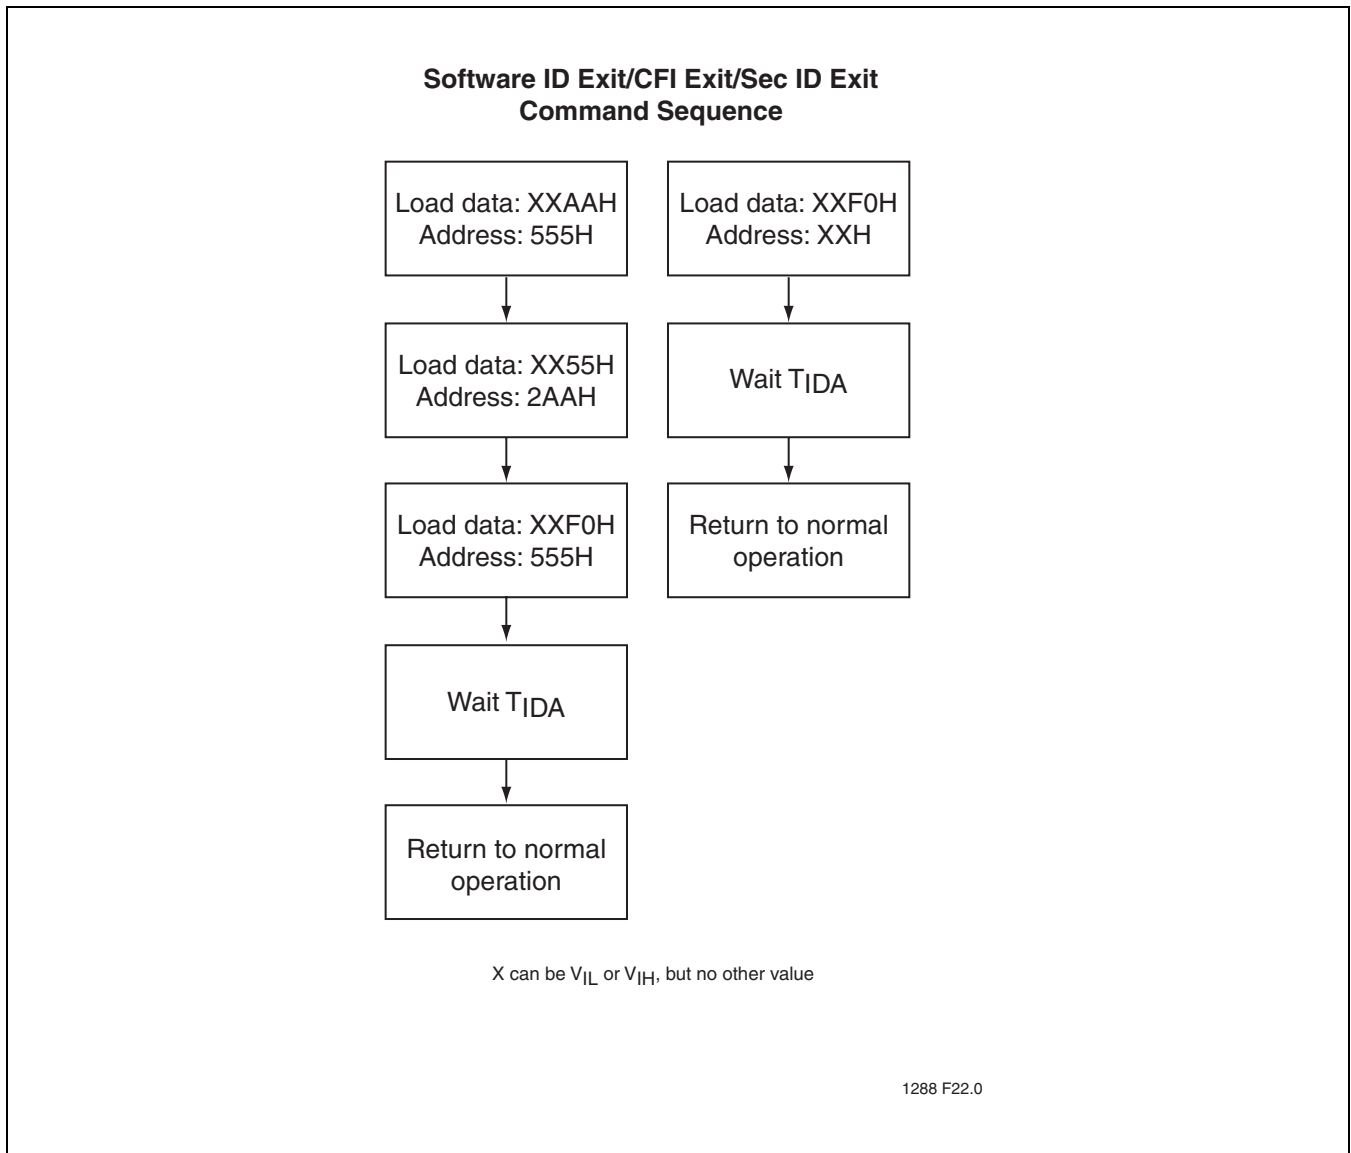 Software ID Exit/CFI Exit/Sec ID Exit
Command Sequence
Load data: XXAAH
Address: 555H
Load data: XX55H
Address: 2AAH
Load data: XXF0H
Address: 555H
Wait TIDA
Return to normal
operation
Load data: XXF0H
Address: XXH
Wait TIDA
Return to normal
operation
X can be VIL or VIH, but no other value
1288 F22.0